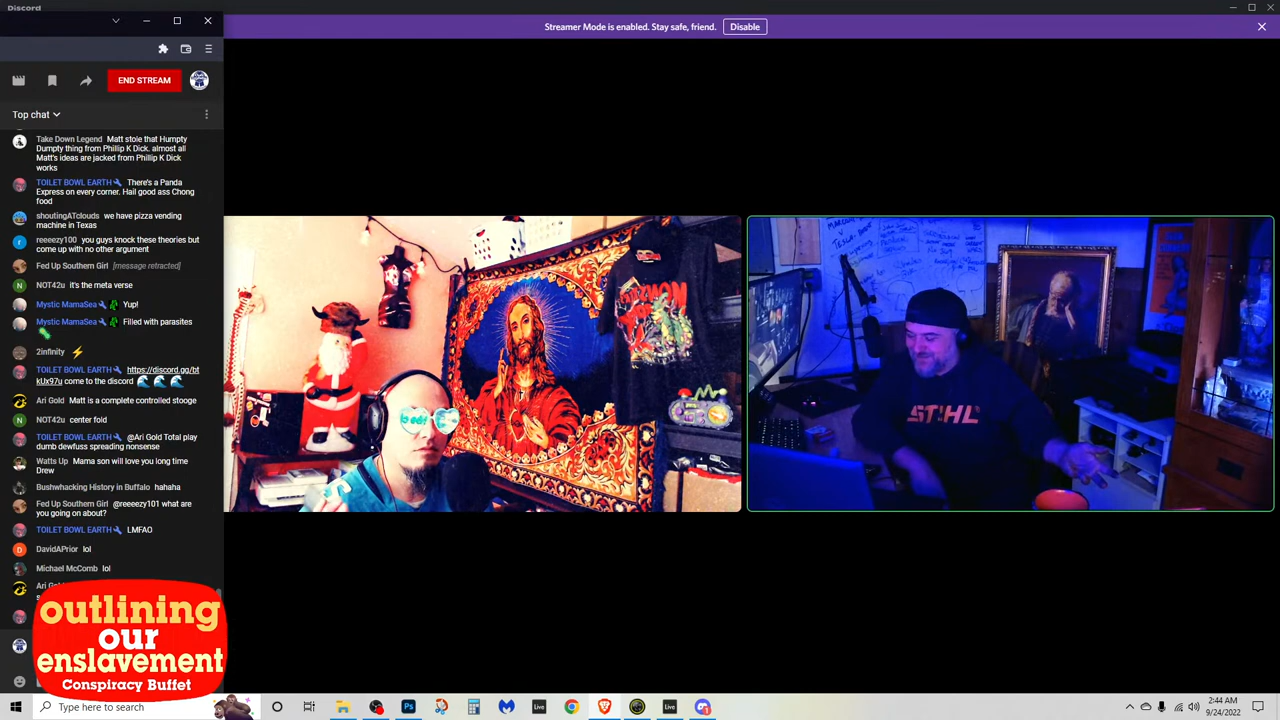 Discord
Streamer Mode is enabled. Stay safe, friend.
Disable
END STREAM
Top chat
Take Down Legend Matt stole that Humpty
Dumpty thing from Phillip K Dick. almost all
Matt's ideas are jacked from Phillip K Dick
works
TOILET BOWL EARTH There's a Panda
Express on every corner. Hail good ass Chong
food
shoutingATclouds we have pizza vending
machine in Texas
reeeezy100 you guys knock these theories but
come up with no other argument
Fed Up Southern Girl [message retracted]
NOT42u it's the meta verse
Mystic MamaSea Yup!
Mystic MamaSea Filled with parasites
2infinity
TOILET BOWL EARTH https://discord.gg/bt
kUx97u come to the discord
Ari Gold Matt is a complete controlled stooge
NOT42u center fold
TOILET BOWL EARTH @Ari Gold Total play
dumb dewfuss spreading nonsense
Watts Up Mama son will love you long time
Drew
Bushwhacking History in Buffalo hahaha
Fed Up Southern Girl @reeeezy101 what are
you going on about?
TOILET BOWL EARTH LMFAO
DavidAPrior lol
Michael McComb lol
Ari
outlining
our
enslavement
Conspiracy Buffet
STIHL
Type here to search
Ps
Live
Live
2:44 AM
9/24/2022